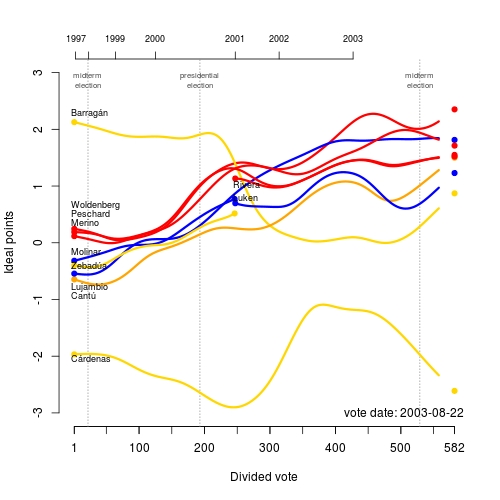 1997 1999 2000 2001 2002 2003
midterm election
presidential election
midterm election
3
2
1
0
-1
-2
-3
Ideal points
Barragán
Rivera
Luken
Woldenberg
Peschard
Merino
Molinar
Zebadúa
Lujambio
Cantú
Cárdenas
vote date: 2003-08-22
1 100 200 300 400 500 582
Divided vote